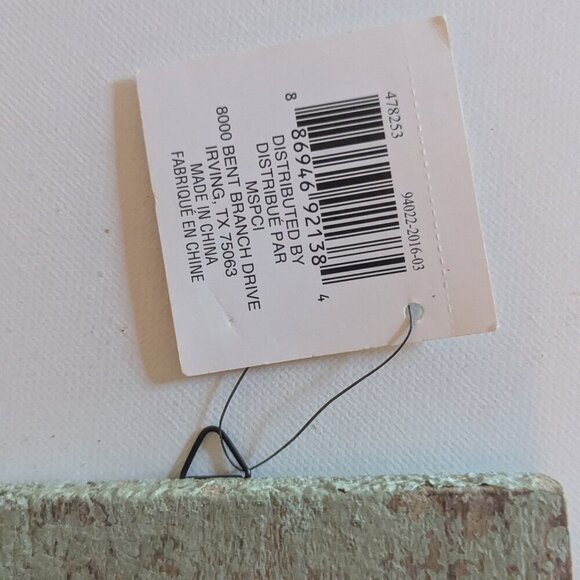 478253
94022-2016-03
8 86946 92138 4
DISTRIBUTED BY
DISTRIBUÉ PAR
MSPCI
8000 BENT BRANCH DRIVE
IRVING, TX 75063
MADE IN CHINA
FABRIQUÉ EN CHINE